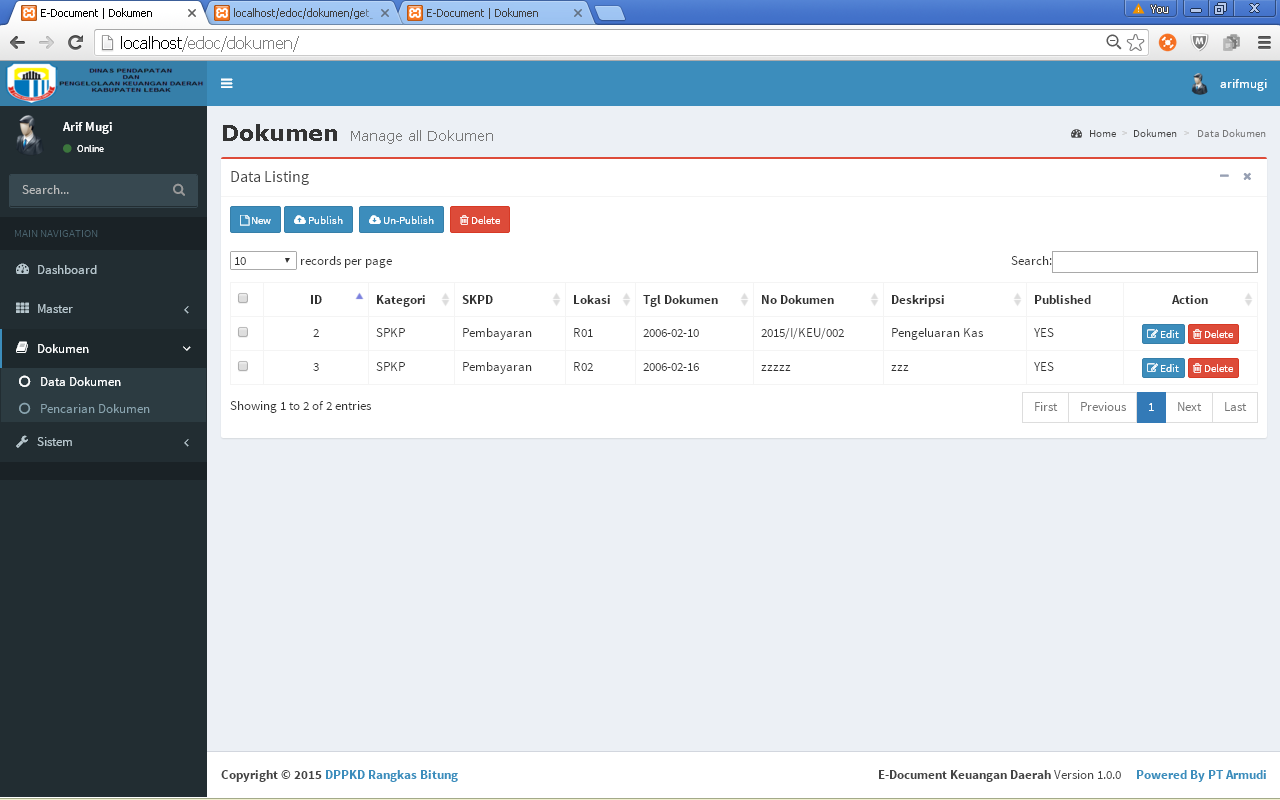 E-Document | Dokumen
localhost/edoc/dokumen/get_
E-Document | Dokumen
You
localhost/edoc/dokumen/
DINAS PENDAPATAN
DAN
PENGELOLAAN KEUANGAN DAERAH
KABUPATEN LEBAK
arifmugi
Arif Mugi
Online
Search...
MAIN NAVIGATION
Dashboard
Master
Dokumen
Data Dokumen
Pencarian Dokumen
Sistem
Dokumen Manage all Dokumen
Home > Dokumen > Data Dokumen
Data Listing
New Publish Un-Publish Delete
10 records per page
Search:
ID Kategori SKPD Lokasi Tgl Dokumen No Dokumen Deskripsi Published Action
2 SPKP Pembayaran R01 2006-02-10 2015/I/KEU/002 Pengeluaran Kas YES Edit Delete
3 SPKP Pembayaran R02 2006-02-16 zzzzz zzz YES Edit Delete
Showing 1 to 2 of 2 entries
First Previous 1 Next Last
Copyright © 2015 DPPKD Rangkas Bitung
E-Document Keuangan Daerah Version 1.0.0 Powered By PT Armudi